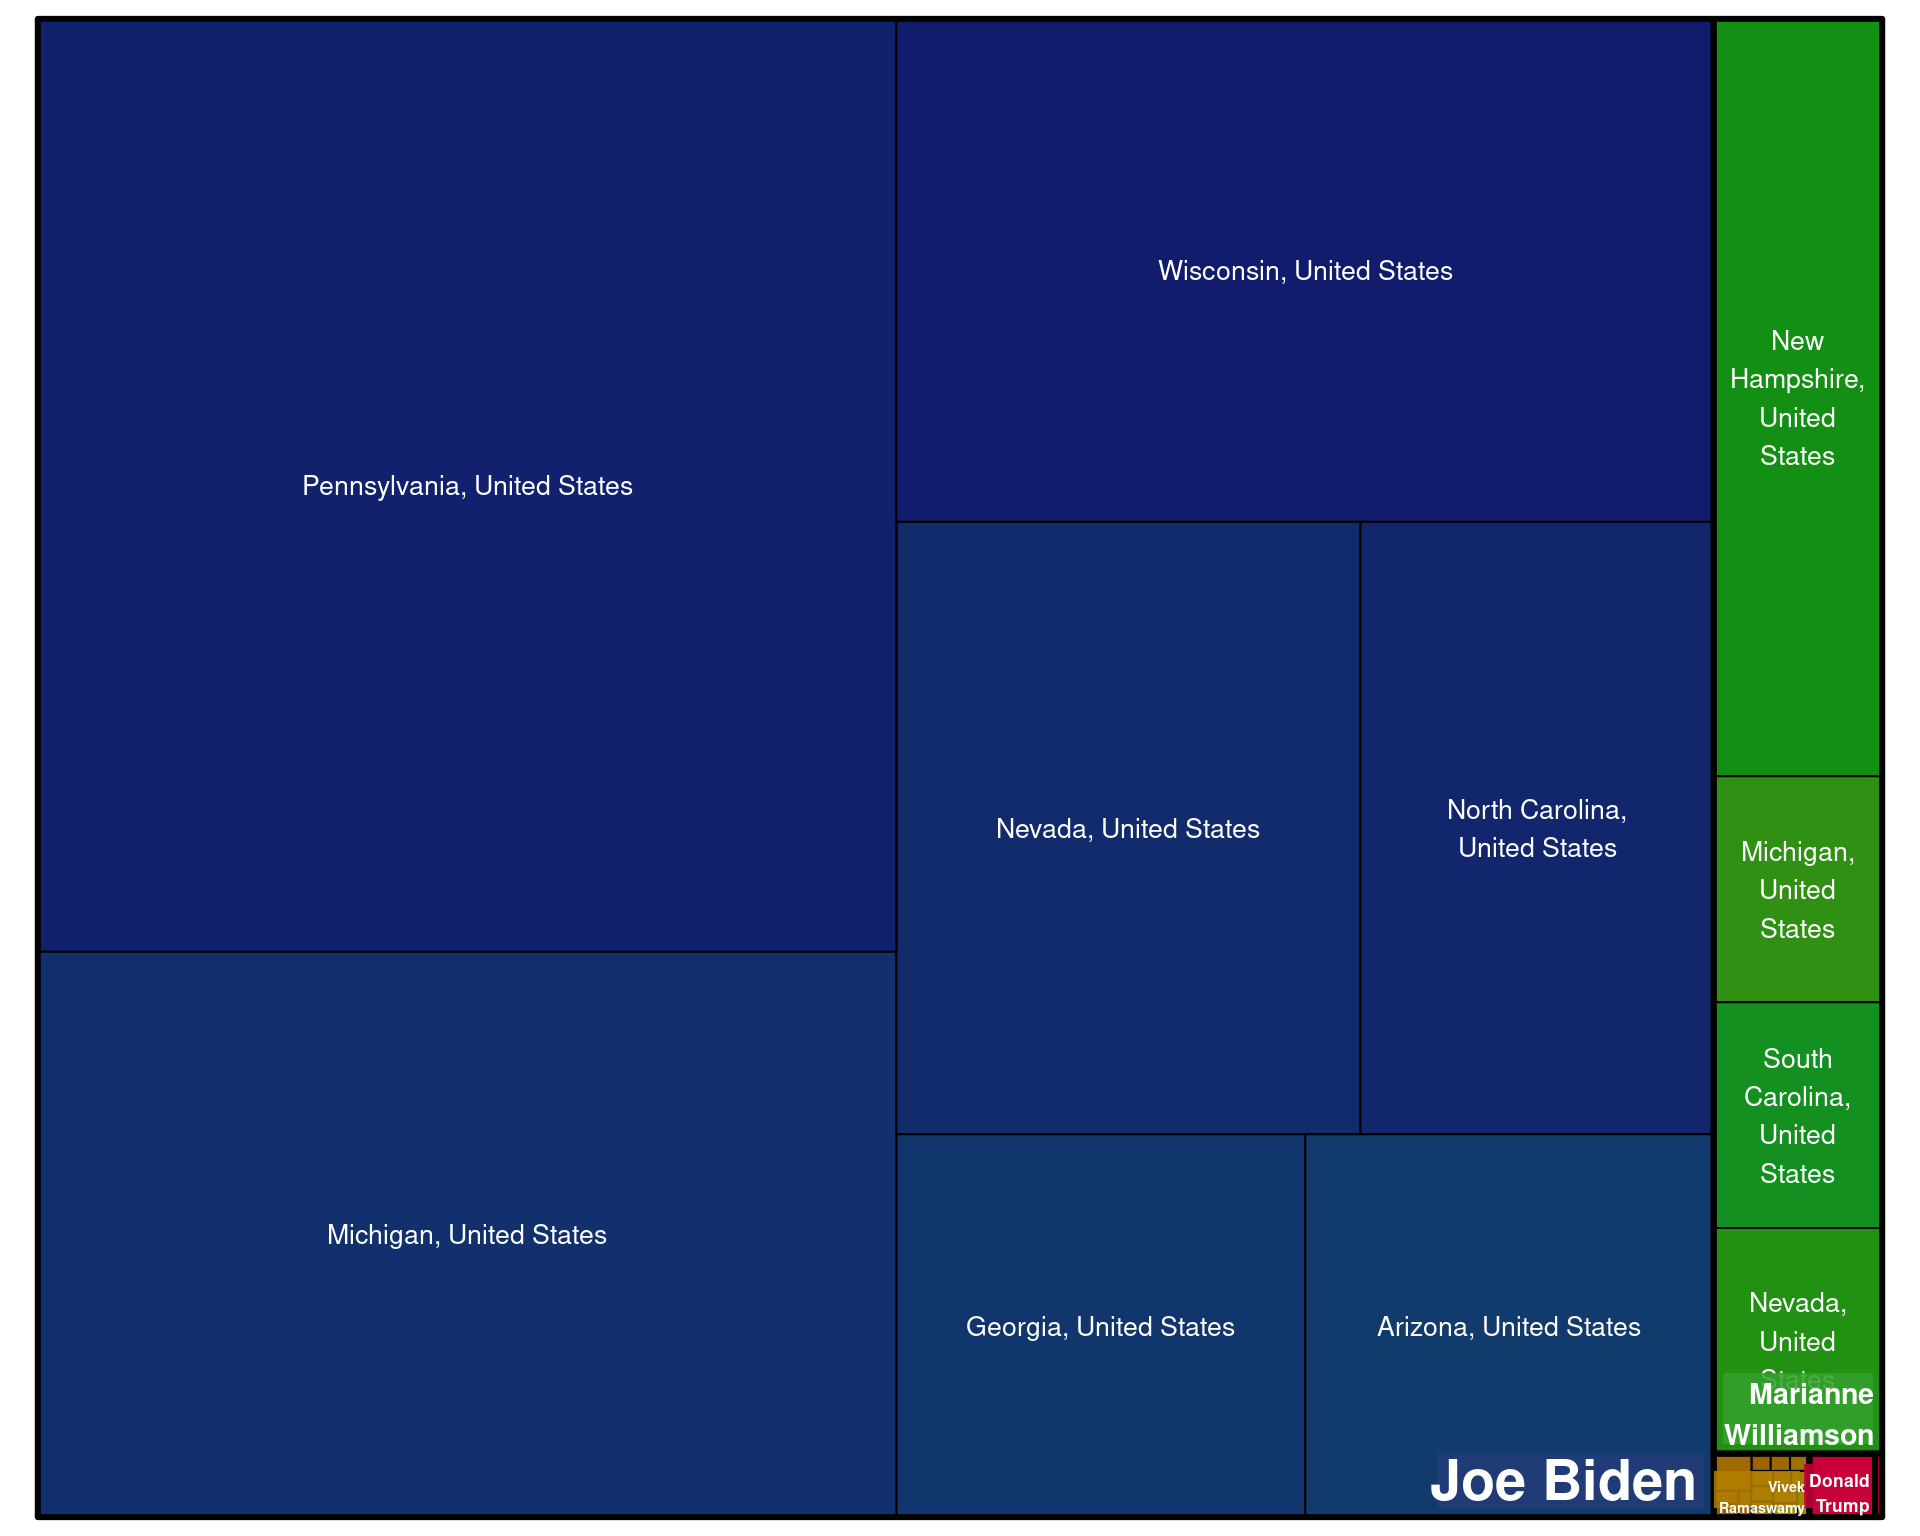 Pennsylvania, United States
Michigan, United States
Wisconsin, United States
Nevada, United States
North Carolina,
United States
Georgia, United States
Arizona, United States
Joe Biden
New
Hampshire,
United
States
Michigan,
United
States
South
Carolina,
United
States
Nevada,
United
States
Marianne
Williamson
Vivek
Ramaswamy
Donald
Trump